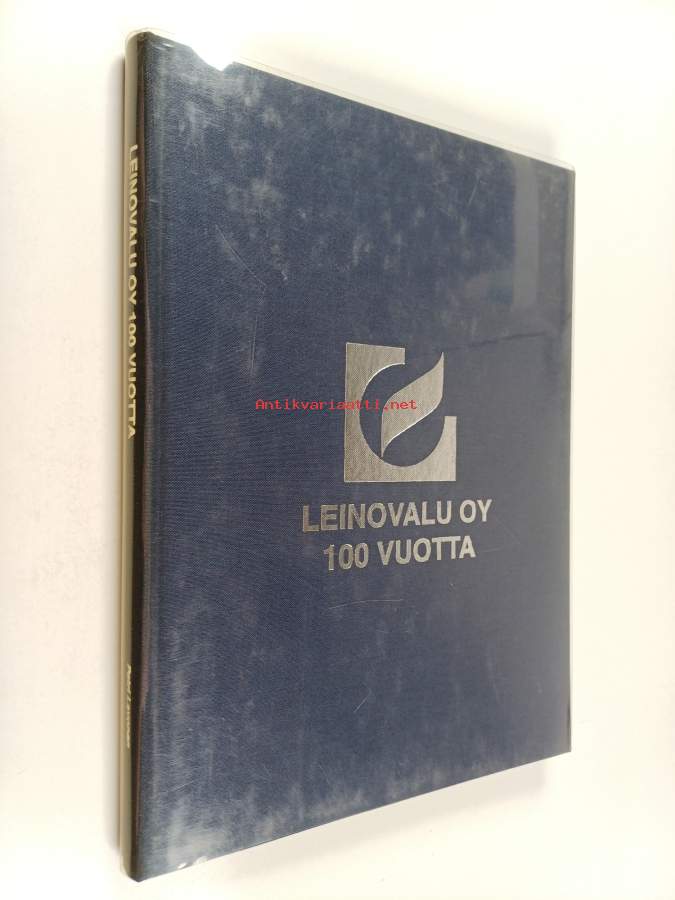 LEINOVALU OY 100 VUOTTA
Antikvariaatti.net
LEINOVALU OY
100 VUOTTA